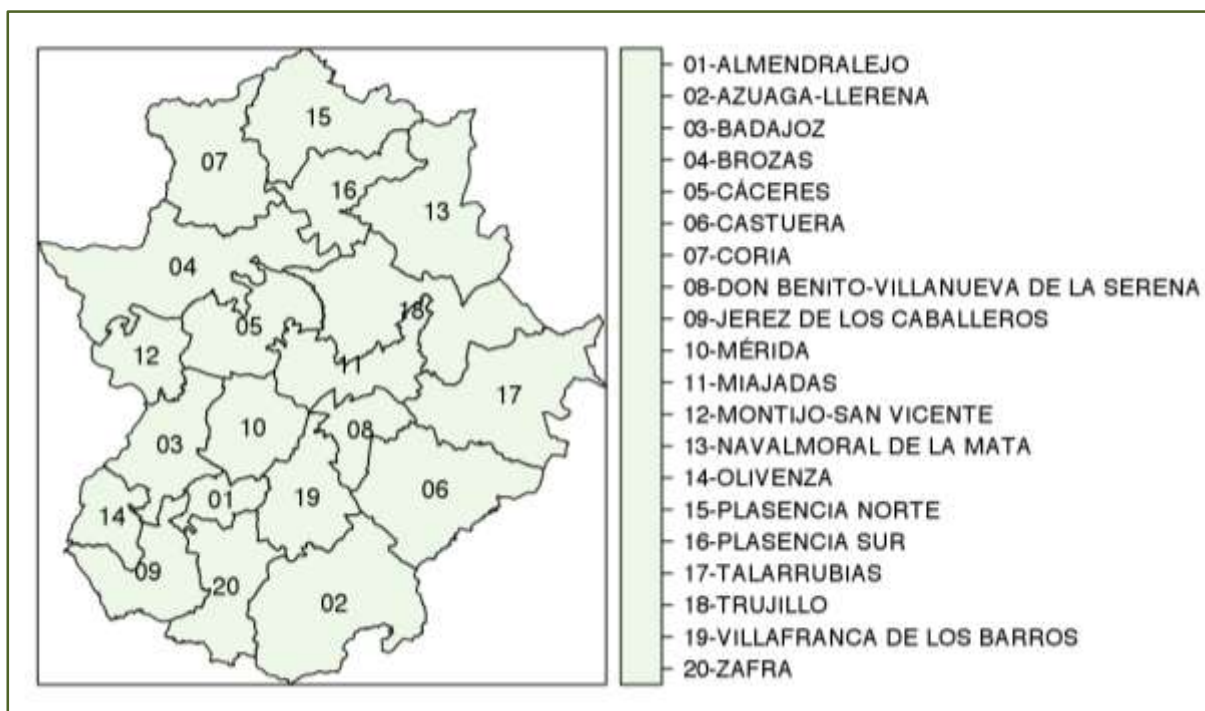 15
07
16
13
04
18
05
12
11
17
10
03
08
01
19
06
14
09
20
02
01-ALMENDRALEJO
02-AZUAGA-LLERENA
03-BADAJOZ
04-BROZAS
05-CÁCERES
06-CASTUERA
07-CORIA
08-DON BENITO-VILLANUEVA DE LA SERENA
09-JEREZ DE LOS CABALLEROS
10-MÉRIDA
11-MIAJADAS
12-MONTIJO-SAN VICENTE
13-NAVALMORAL DE LA MATA
14-OLIVENZA
15-PLASENCIA NORTE
16-PLASENCIA SUR
17-TALARRUBIAS
18-TRUJILLO
19-VILLAFRANCA DE LOS BARROS
20-ZAFRA